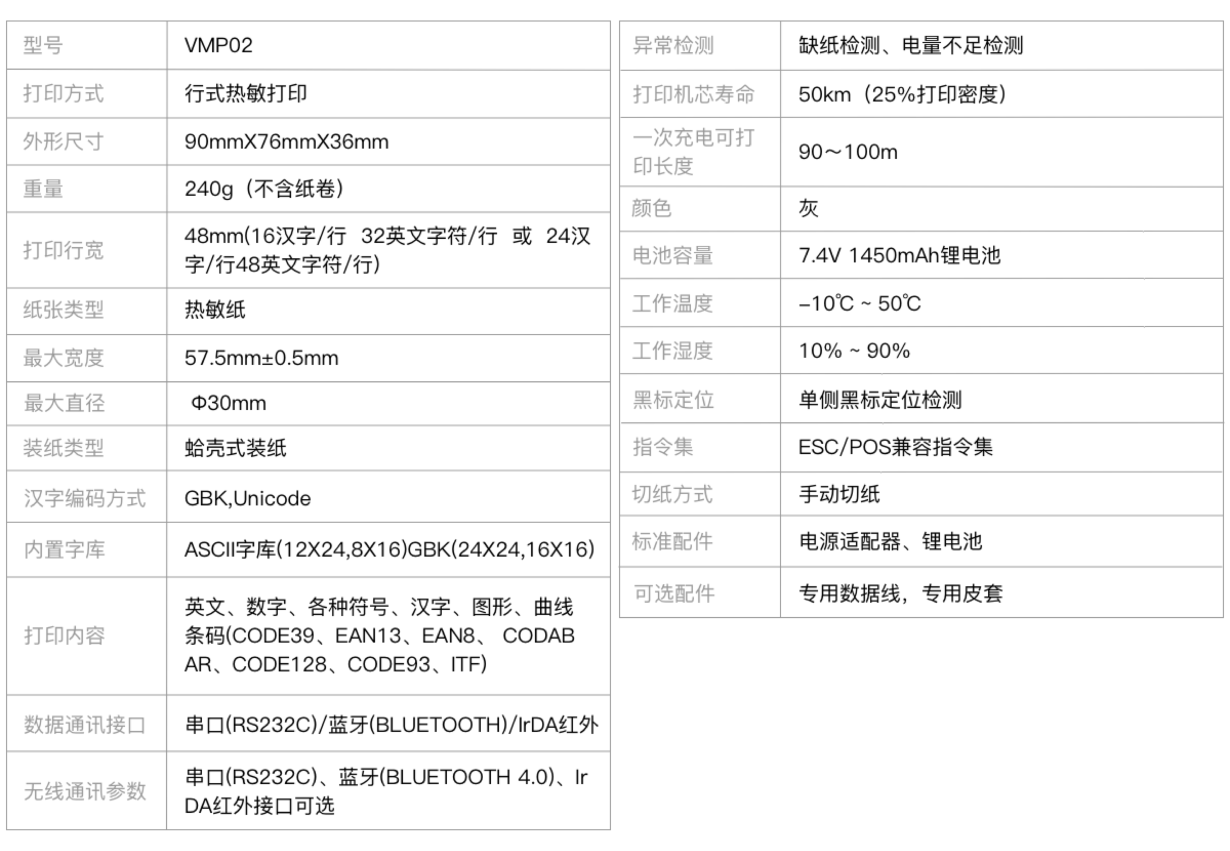 型号 VMP02
打印方式 行式热敏打印
外形尺寸 90mmX76mmX36mm
重量 240g（不含纸卷）
打印行宽 48mm(16汉字/行 32英文字符/行 或 24汉
字/行48英文字符/行)
纸张类型 热敏纸
最大宽度 57.5mm±0.5mm
最大直径 Φ30mm
装纸类型 蛤壳式装纸
汉字编码方式 GBK,Unicode
内置字库 ASCII字库(12X24,8X16)GBK(24X24,16X16)
打印内容 英文、数字、各种符号、汉字、图形、曲线
条码(CODE39、EAN13、EAN8、 CODAB
AR、CODE128、CODE93、ITF)
数据通讯接口 串口(RS232C)/蓝牙(BLUETOOTH)/IrDA红外
无线通讯参数 串口(RS232C)、蓝牙(BLUETOOTH 4.0)、Ir
DA红外接口可选
异常检测 缺纸检测、电量不足检测
打印机芯寿命 50km（25%打印密度）
一次充电可打
印长度 90～100m
颜色 灰
电池容量 7.4V 1450mAh锂电池
工作温度 -10℃ ~ 50℃
工作湿度 10% ~ 90%
黑标定位 单侧黑标定位检测
指令集 ESC/POS兼容指令集
切纸方式 手动切纸
标准配件 电源适配器、锂电池
可选配件 专用数据线，专用皮套